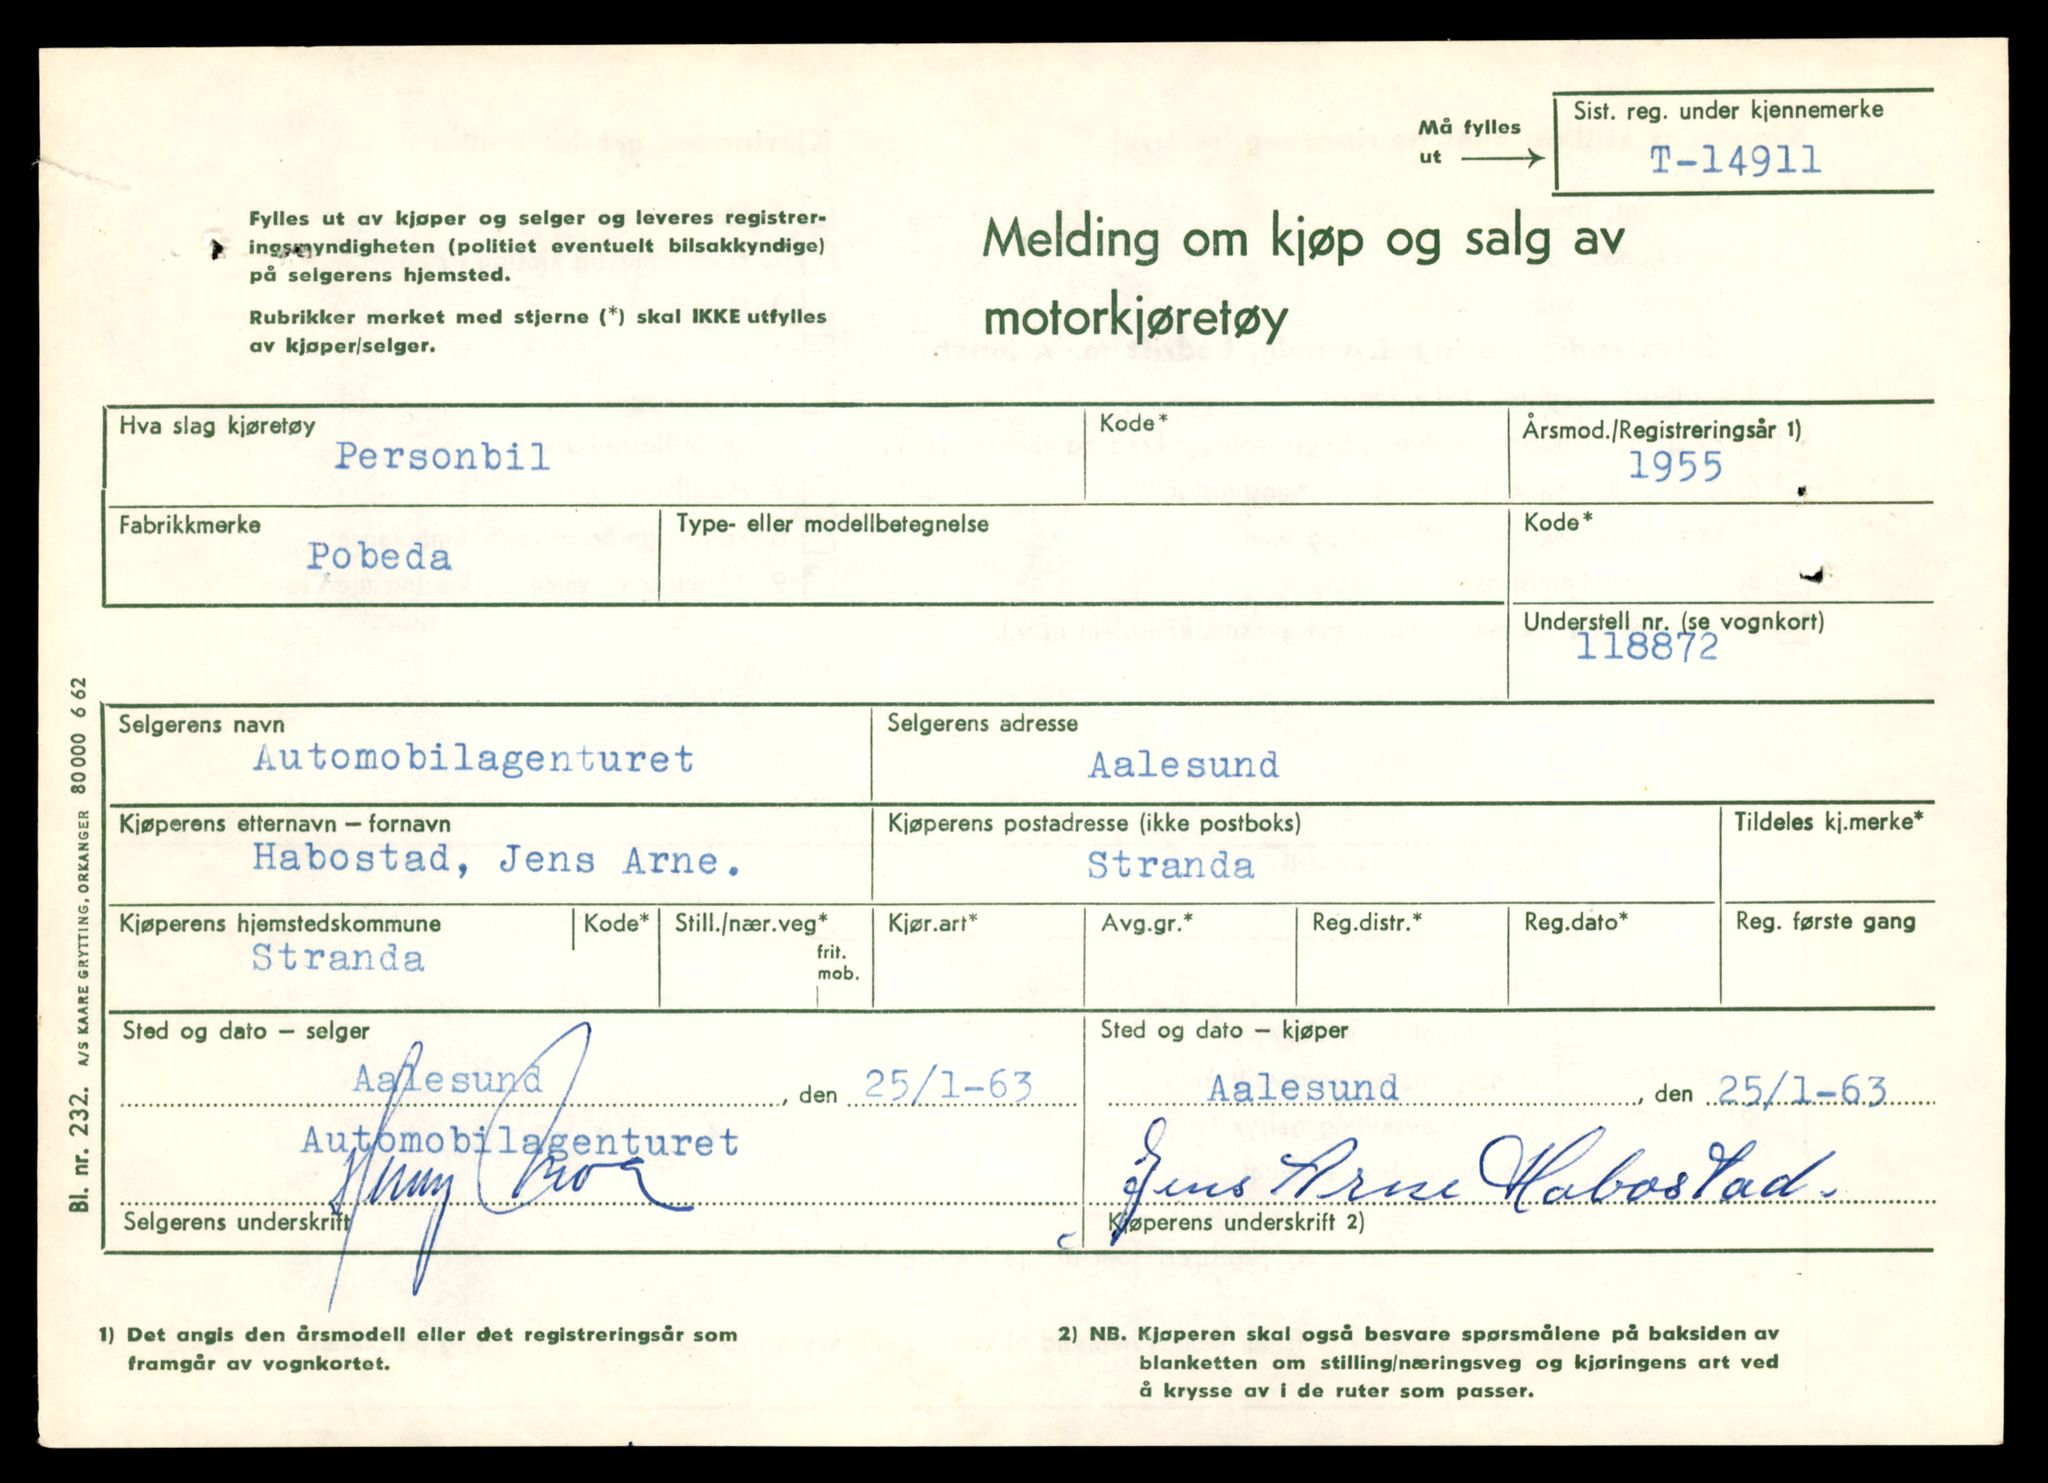 Må fylles
ut
Sist. reg. under kjennemerke
T-14911
Fylles ut av kjøper og selger og leveres registrer-
ingsmyndigheten (politiet eventuelt bilsakkyndige)
på selgerens hjemsted.
Rubrikker merket med stjerne (*) skal IKKE utfylles
av kjøper/selger.
Melding om kjøp og salg av
motorkjøretøy
Hva slag kjøretøy
Personbil
Kode*
Årsmod./Registreringsår 1)
1955
Fabrikkmerke
Pobeda
Type- eller modellbetegnelse
Kode*
Understell nr. (se vognkort)
118872
Selgerens navn
Automobilagenturet
Selgerens adresse
Aalesund
Kjøperens etternavn – fornavn
Habostad, Jens Arne.
Kjøperens postadresse (ikke postboks)
Stranda
Tildeles kj.merke*
Kjøperens hjemstedskommune
Stranda
Kode*
Still./nær.veg*
frit.
mob.
Kjør.art*
Avg.gr.*
Reg.distr.*
Reg.dato*
Reg. første gang
Sted og dato – selger
Aalesund, den 25/1-63
Automobilagenturet
Selgerens underskrift
Sted og dato – kjøper
Aalesund, den 25/1-63
Jens Arne Habostad.
Kjøperens underskrift 2)
1) Det angis den årsmodell eller det registreringsår som
framgår av vognkortet.
2) NB. Kjøperen skal også besvare spørsmålene på baksiden av
blanketten om stilling/næringsveg og kjøringens art ved
å krysse av i de ruter som passer.
Bl. nr. 232. A/S KAARE GRYTTING, ORKANGER 80000 6 62